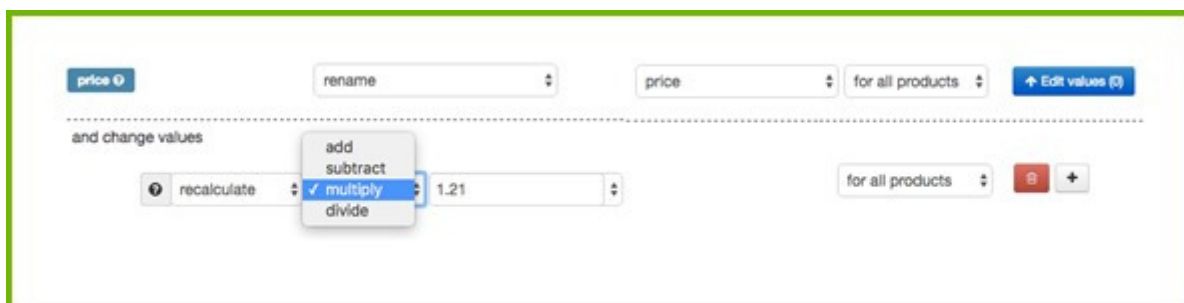 price rename price for all products Edit values (0)
and change values
add
subtract
recalculate ✓ multiply 1.21 for all products
divide